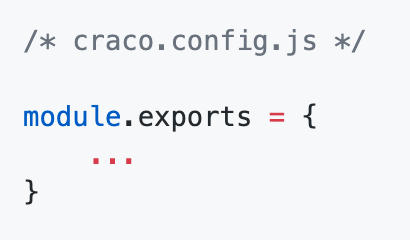 /* craco.config.js */
module.exports = {
    ...
}